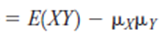 = E(XY) − μXμY